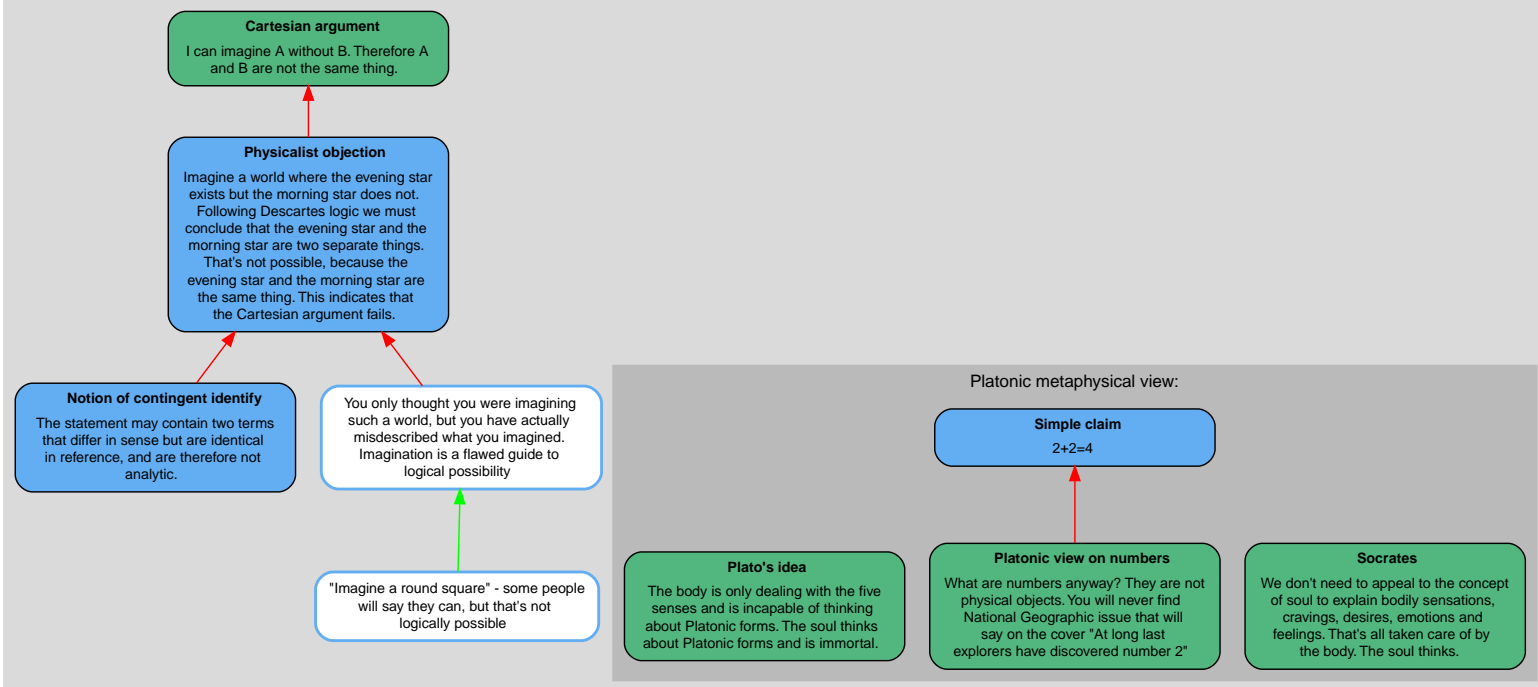 Cartesian argument
I can imagine A without B. Therefore A
and B are not the same thing.
Physicalist objection
Imagine a world where the evening star
exists but the morning star does not.
Following Descartes logic we must
conclude that the evening star and the
morning star are two separate things.
That's not possible, because the
evening star and the morning star are
the same thing. This indicates that
the Cartesian argument fails.
Notion of contingent identify
The statement may contain two terms
that differ in sense but are identical
in reference, and are therefore not
analytic.
You only thought you were imagining
such a world, but you have actually
misdescribed what you imagined.
Imagination is a flawed guide to
logical possibility
"Imagine a round square" - some people
will say they can, but that's not
logically possible
Platonic metaphysical view:
Simple claim
2+2=4
Plato's idea
The body is only dealing with the five
senses and is incapable of thinking
about Platonic forms. The soul thinks
about Platonic forms and is immortal.
Platonic view on numbers
What are numbers anyway? They are not
physical objects. You will never find
National Geographic issue that will
say on the cover "At long last
explorers have discovered number 2"
Socrates
We don't need to appeal to the concept
of soul to explain bodily sensations,
cravings, desires, emotions and
feelings. That's all taken care of by
the body. The soul thinks.